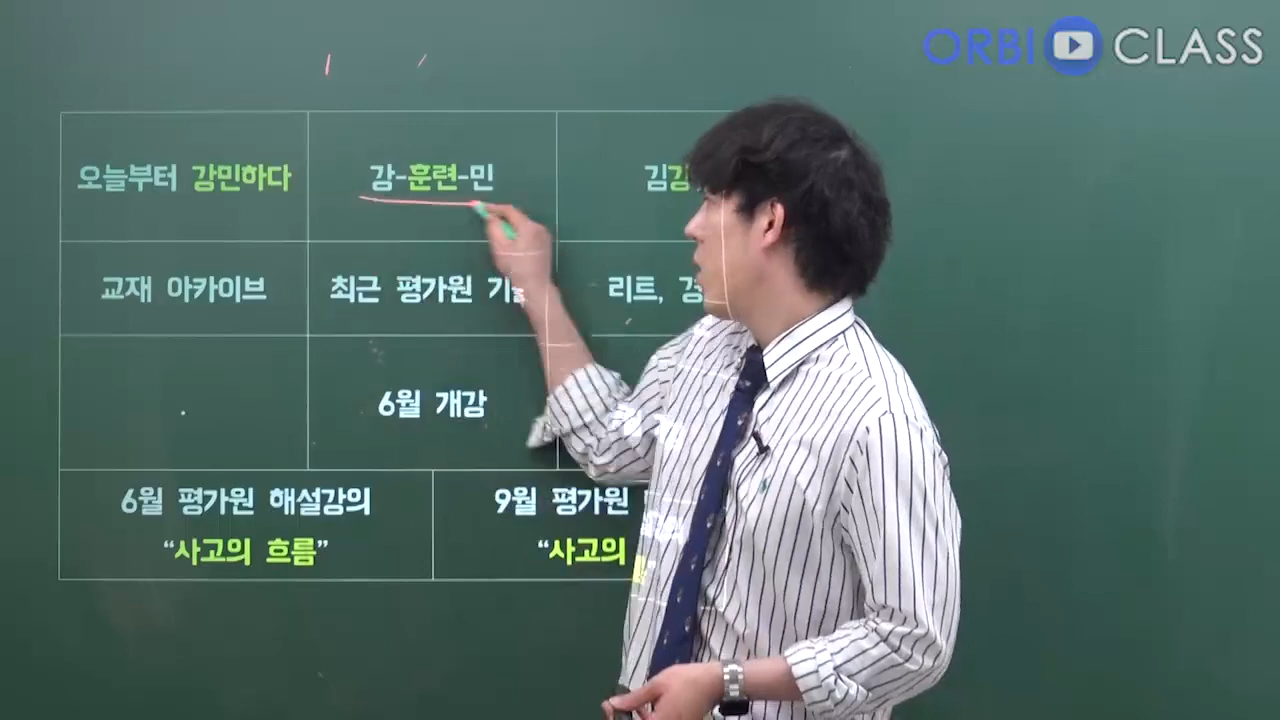 ORBI CLASS
오늘부터 강민하다
강-훈련-민
김강
교재 아카이브
최근 평가원 기출
리트,
6월 개강
6월 평가원 해설강의
9월 평가원
“사고의 흐름”
“사고의